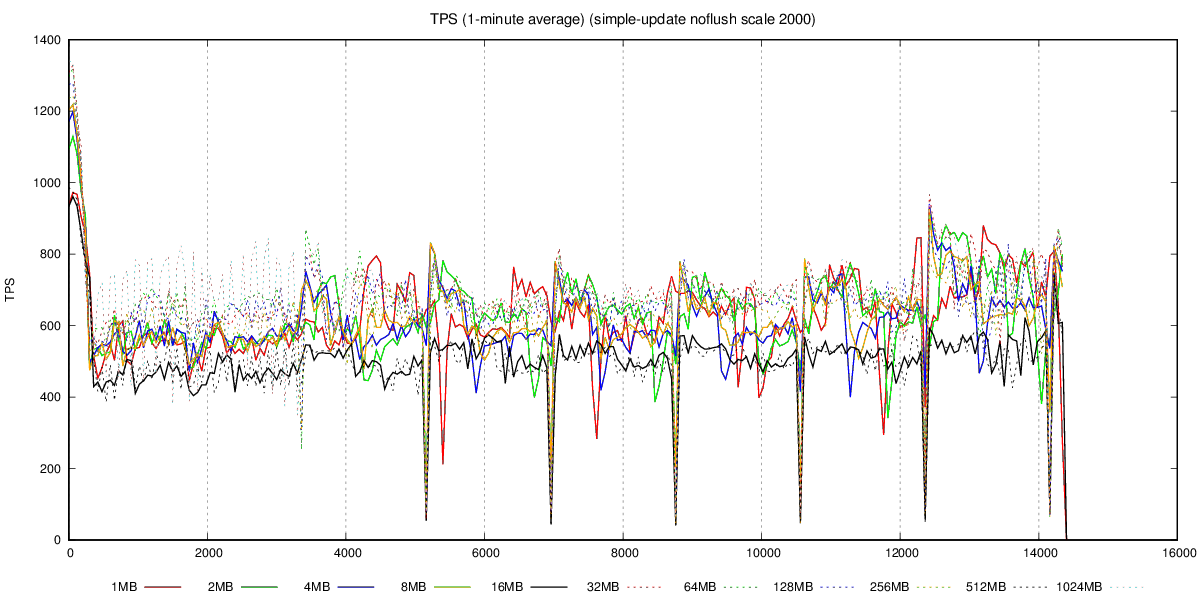 TPS (1-minute average) (simple-update noflush scale 2000)
1400
1200
1000
800
600
400
200
0
TPS
0 2000 4000 6000 8000 10000 12000 14000 16000
1MB 2MB 4MB 8MB 16MB 32MB 64MB 128MB 256MB 512MB 1024MB